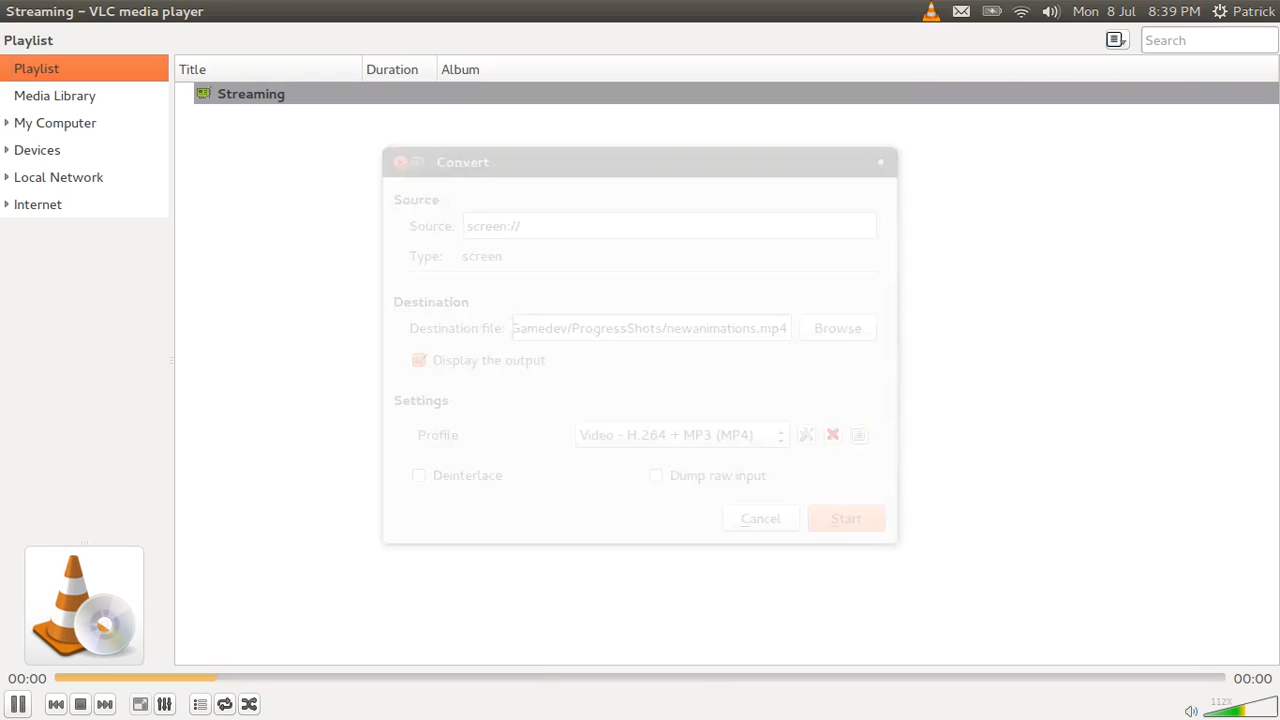 Streaming – VLC media player
Mon 8 Jul 8:39 PM Patrick
Playlist
Search
Playlist
Title Duration Album
Media Library
Streaming
My Computer
Devices
Local Network
Internet
Convert
Source
Source: screen://
Type: screen
Destination
Destination file: Gamedev/ProgressShots/newanimations.mp4 Browse
Display the output
Settings
Profile Video - H.264 + MP3 (MP4)
Deinterlace Dump raw input
Cancel Start
00:00 00:00
112%